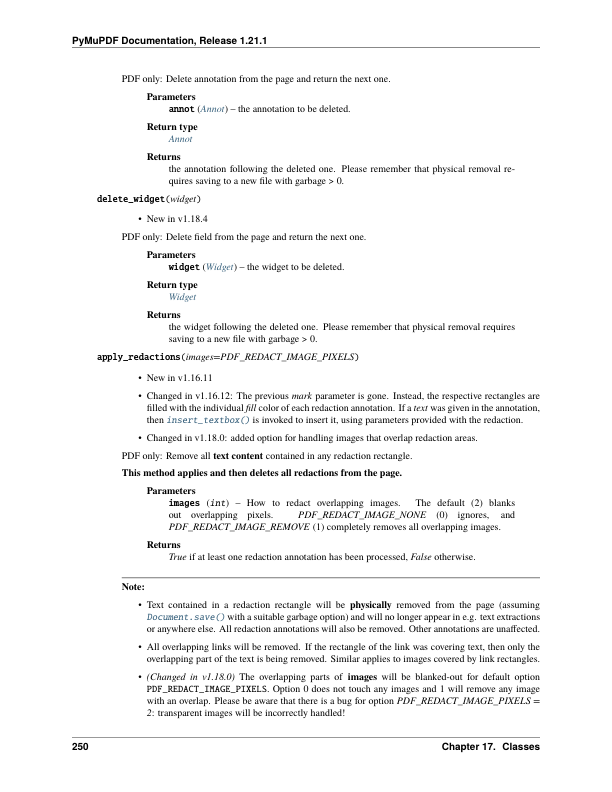 PyMuPDF Documentation, Release 1.21.1
PDF only: Delete annotation from the page and return the next one.
Parameters
annot (Annot) – the annotation to be deleted.
Return type
Annot
Returns
the annotation following the deleted one. Please remember that physical removal re-
quires saving to a new file with garbage > 0.
delete_widget(widget)
• New in v1.18.4
PDF only: Delete field from the page and return the next one.
Parameters
widget (Widget) – the widget to be deleted.
Return type
Widget
Returns
the widget following the deleted one. Please remember that physical removal requires
saving to a new file with garbage > 0.
apply_redactions(images=PDF_REDACT_IMAGE_PIXELS)
• New in v1.16.11
• Changed in v1.16.12: The previous mark parameter is gone. Instead, the respective rectangles are
filled with the individual fill color of each redaction annotation. If a text was given in the annotation,
then insert_textbox() is invoked to insert it, using parameters provided with the redaction.
• Changed in v1.18.0: added option for handling images that overlap redaction areas.
PDF only: Remove all text content contained in any redaction rectangle.
This method applies and then deletes all redactions from the page.
Parameters
images (int) – How to redact overlapping images. The default (2) blanks
out overlapping pixels. PDF_REDACT_IMAGE_NONE (0) ignores, and
PDF_REDACT_IMAGE_REMOVE (1) completely removes all overlapping images.
Returns
True if at least one redaction annotation has been processed, False otherwise.
Note:
• Text contained in a redaction rectangle will be physically removed from the page (assuming
Document.save() with a suitable garbage option) and will no longer appear in e.g. text extractions
or anywhere else. All redaction annotations will also be removed. Other annotations are unaffected.
• All overlapping links will be removed. If the rectangle of the link was covering text, then only the
overlapping part of the text is being removed. Similar applies to images covered by link rectangles.
• (Changed in v1.18.0) The overlapping parts of images will be blanked-out for default option
PDF_REDACT_IMAGE_PIXELS. Option 0 does not touch any images and 1 will remove any image
with an overlap. Please be aware that there is a bug for option PDF_REDACT_IMAGE_PIXELS =
2: transparent images will be incorrectly handled!
250
Chapter 17. Classes